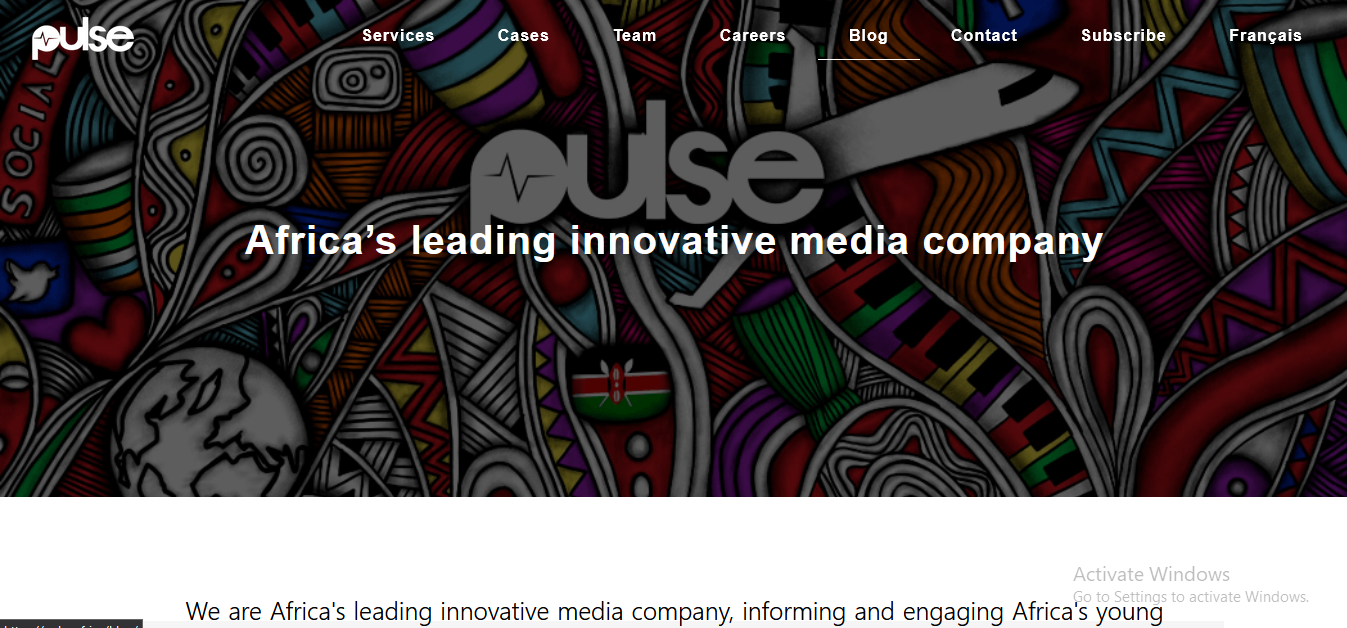 pulse
Services Cases Team Careers Blog Contact Subscribe Français
SOCIAL
pulse
Africa’s leading innovative media company
Activate Windows
Go to Settings to activate Windows.
We are Africa's leading innovative media company, informing and engaging Africa's young